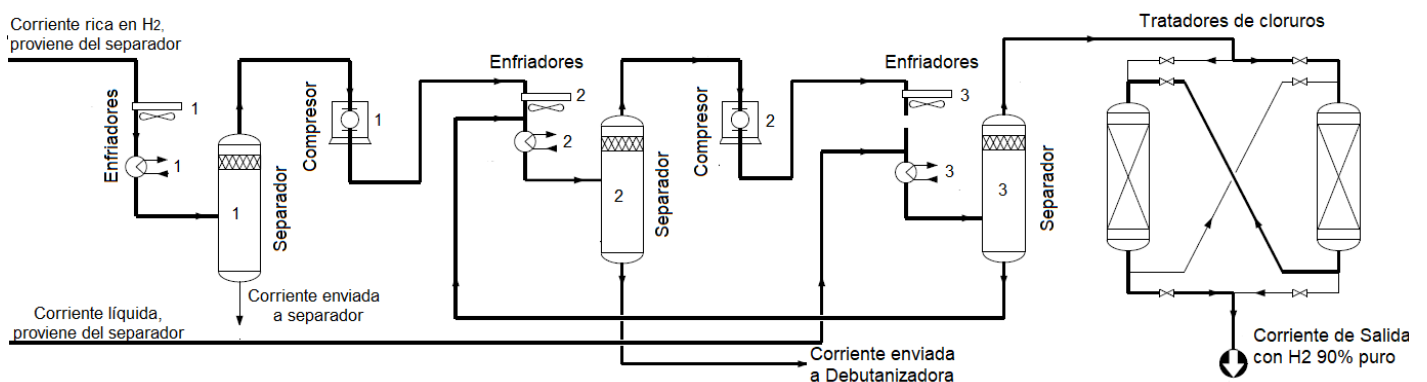 Corriente rica en H2,
proviene del separador
Enfriadores
1
1
Separador
1
Corriente enviada
a separador
Corriente líquida,
proviene del separador
Compresor
1
Enfriadores
2
2
Separador
2
Corriente enviada
a Debutanizadora
Compresor
2
Enfriadores
3
3
Separador
3
Tratadores de cloruros
Corriente de Salida
con H2 90% puro